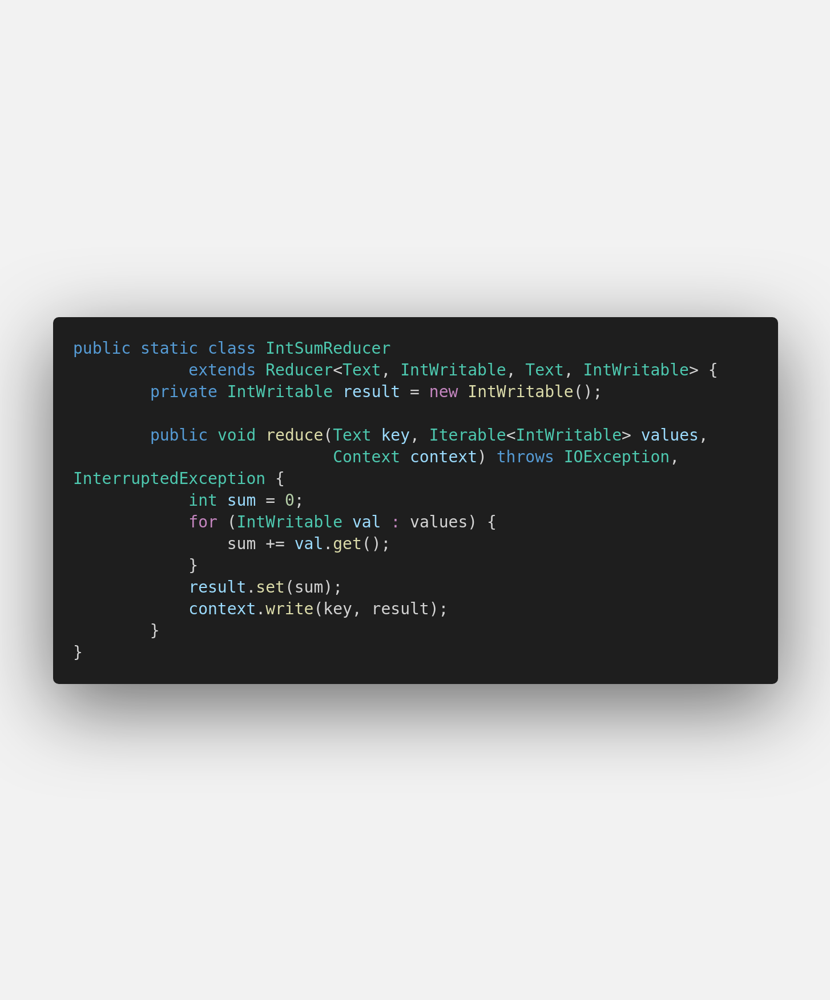 public static class IntSumReducer
            extends Reducer<Text, IntWritable, Text, IntWritable> {
        private IntWritable result = new IntWritable();

        public void reduce(Text key, Iterable<IntWritable> values,
                           Context context) throws IOException,
InterruptedException {
            int sum = 0;
            for (IntWritable val : values) {
                sum += val.get();
            }
            result.set(sum);
            context.write(key, result);
        }
}